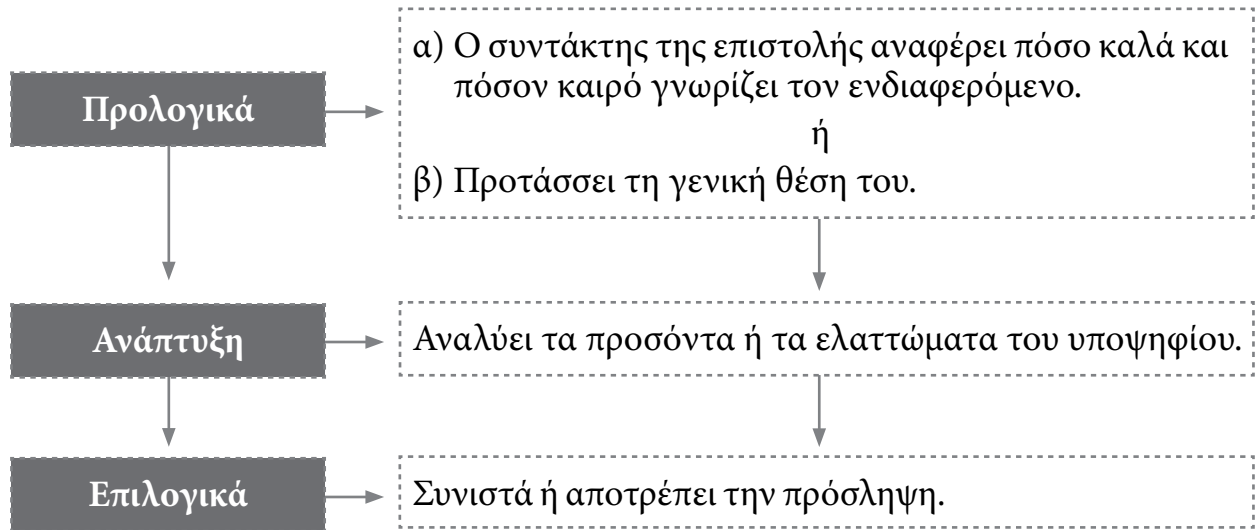 Προλογικά
α) Ο συντάκτης της επιστολής αναφέρει πόσο καλά και
πόσον καιρό γνωρίζει τον ενδιαφερόμενο.
ή
β) Προτάσσει τη γενική θέση του.
Ανάπτυξη
Αναλύει τα προσόντα ή τα ελαττώματα του υποψηφίου.
Επιλογικά
Συνιστά ή αποτρέπει την πρόσληψη.